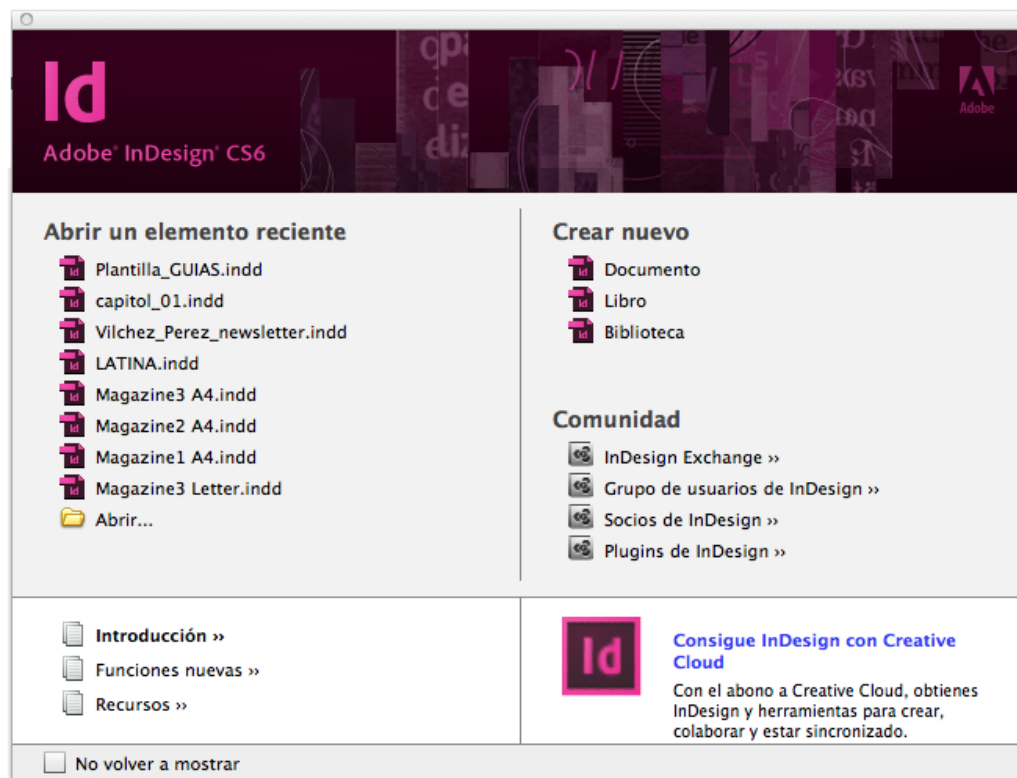 Id
Adobe® InDesign® CS6
Adobe®
Abrir un elemento reciente
Plantilla_GUIAS.indd
capitol_01.indd
Vilchez_Perez_newsletter.indd
LATINA.indd
Magazine3 A4.indd
Magazine2 A4.indd
Magazine1 A4.indd
Magazine3 Letter.indd
Abrir...
Crear nuevo
Documento
Libro
Biblioteca
Comunidad
InDesign Exchange ››
Grupo de usuarios de InDesign ››
Socios de InDesign ››
Plugins de InDesign ››
Introducción ››
Funciones nuevas ››
Recursos ››
Id
Consigue InDesign con Creative
Cloud
Con el abono a Creative Cloud, obtienes
InDesign y herramientas para crear,
colaborar y estar sincronizado.
No volver a mostrar